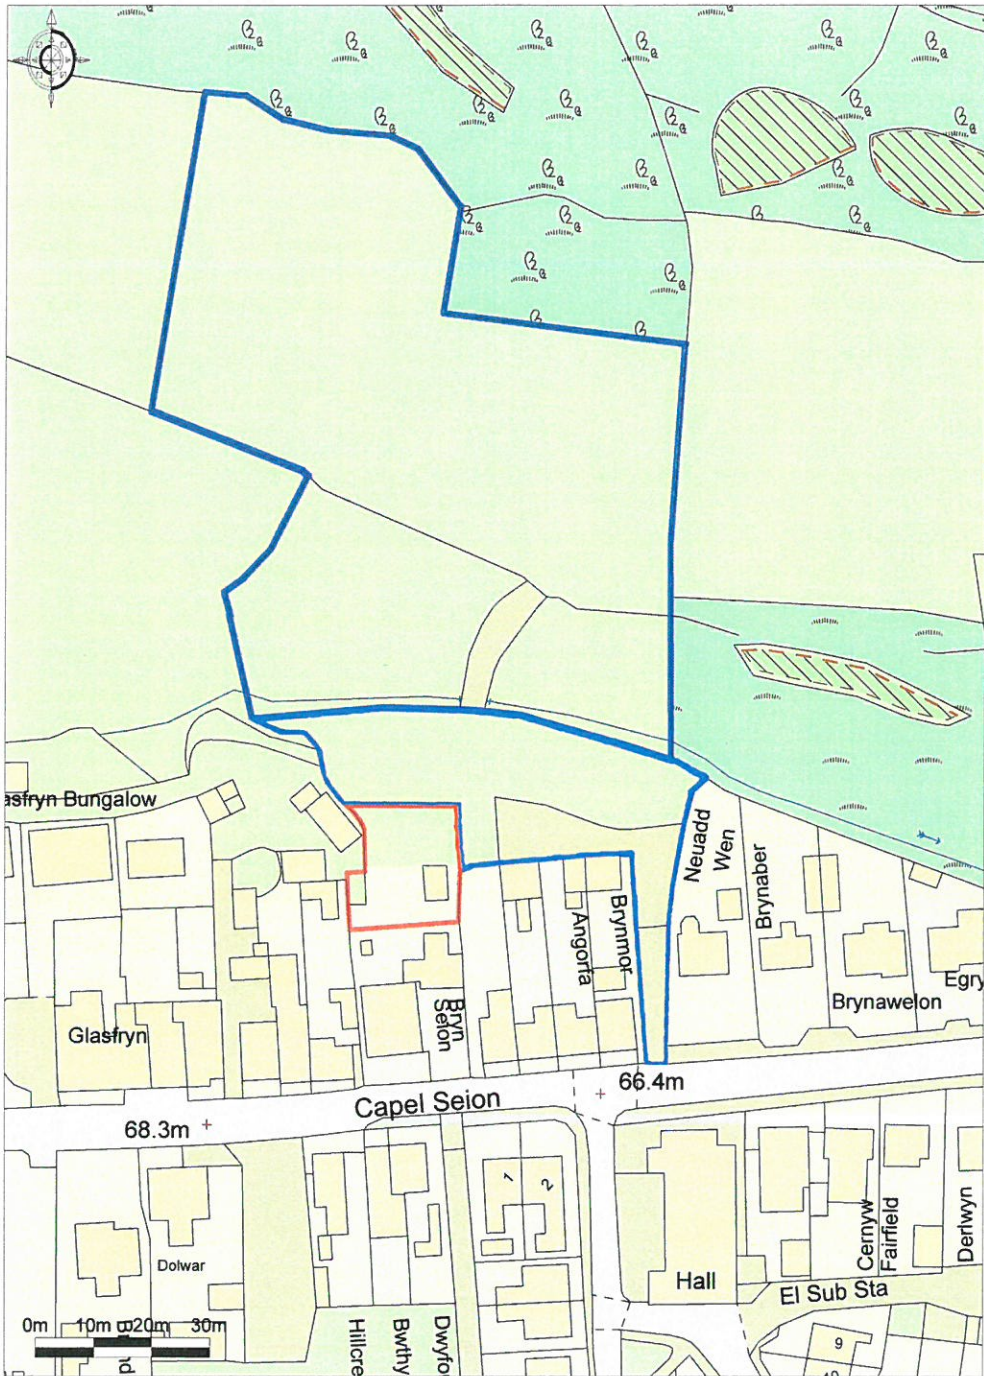 asfryn Bungalow
Neuadd
Wen
Brynaber
Brynmor
Angorfa
Bryn
Seion
Glasfryn
Brynawelon
Egry
66.4m
Capel Seion
68.3m
1
2
Dolwar
Hall
Cernyw
Fairfield
Derlwyn
El Sub Sta
0m 10m 20m 30m
Hillcre
Bwthy
Dwyfo
9